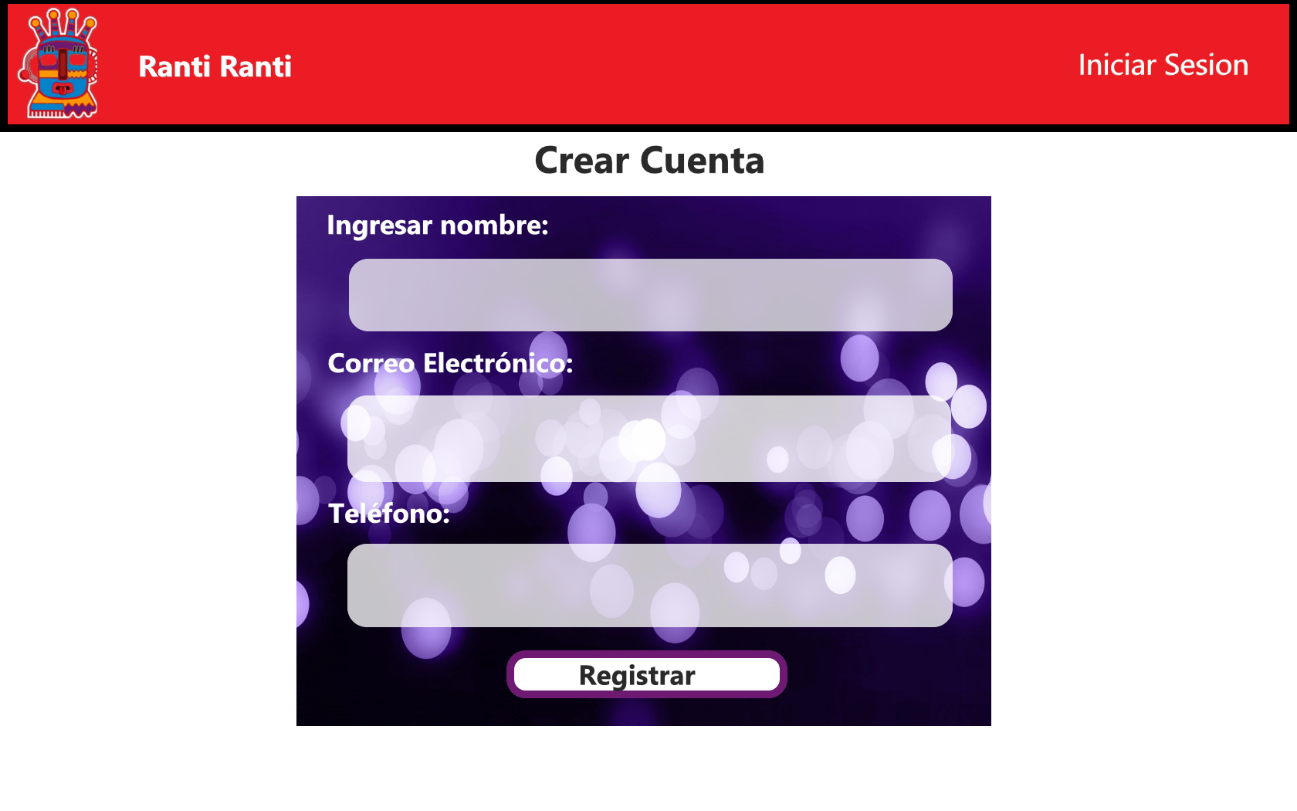 Ranti Ranti
Iniciar Sesion
Crear Cuenta
Ingresar nombre:
Correo Electrónico:
Teléfono:
Registrar